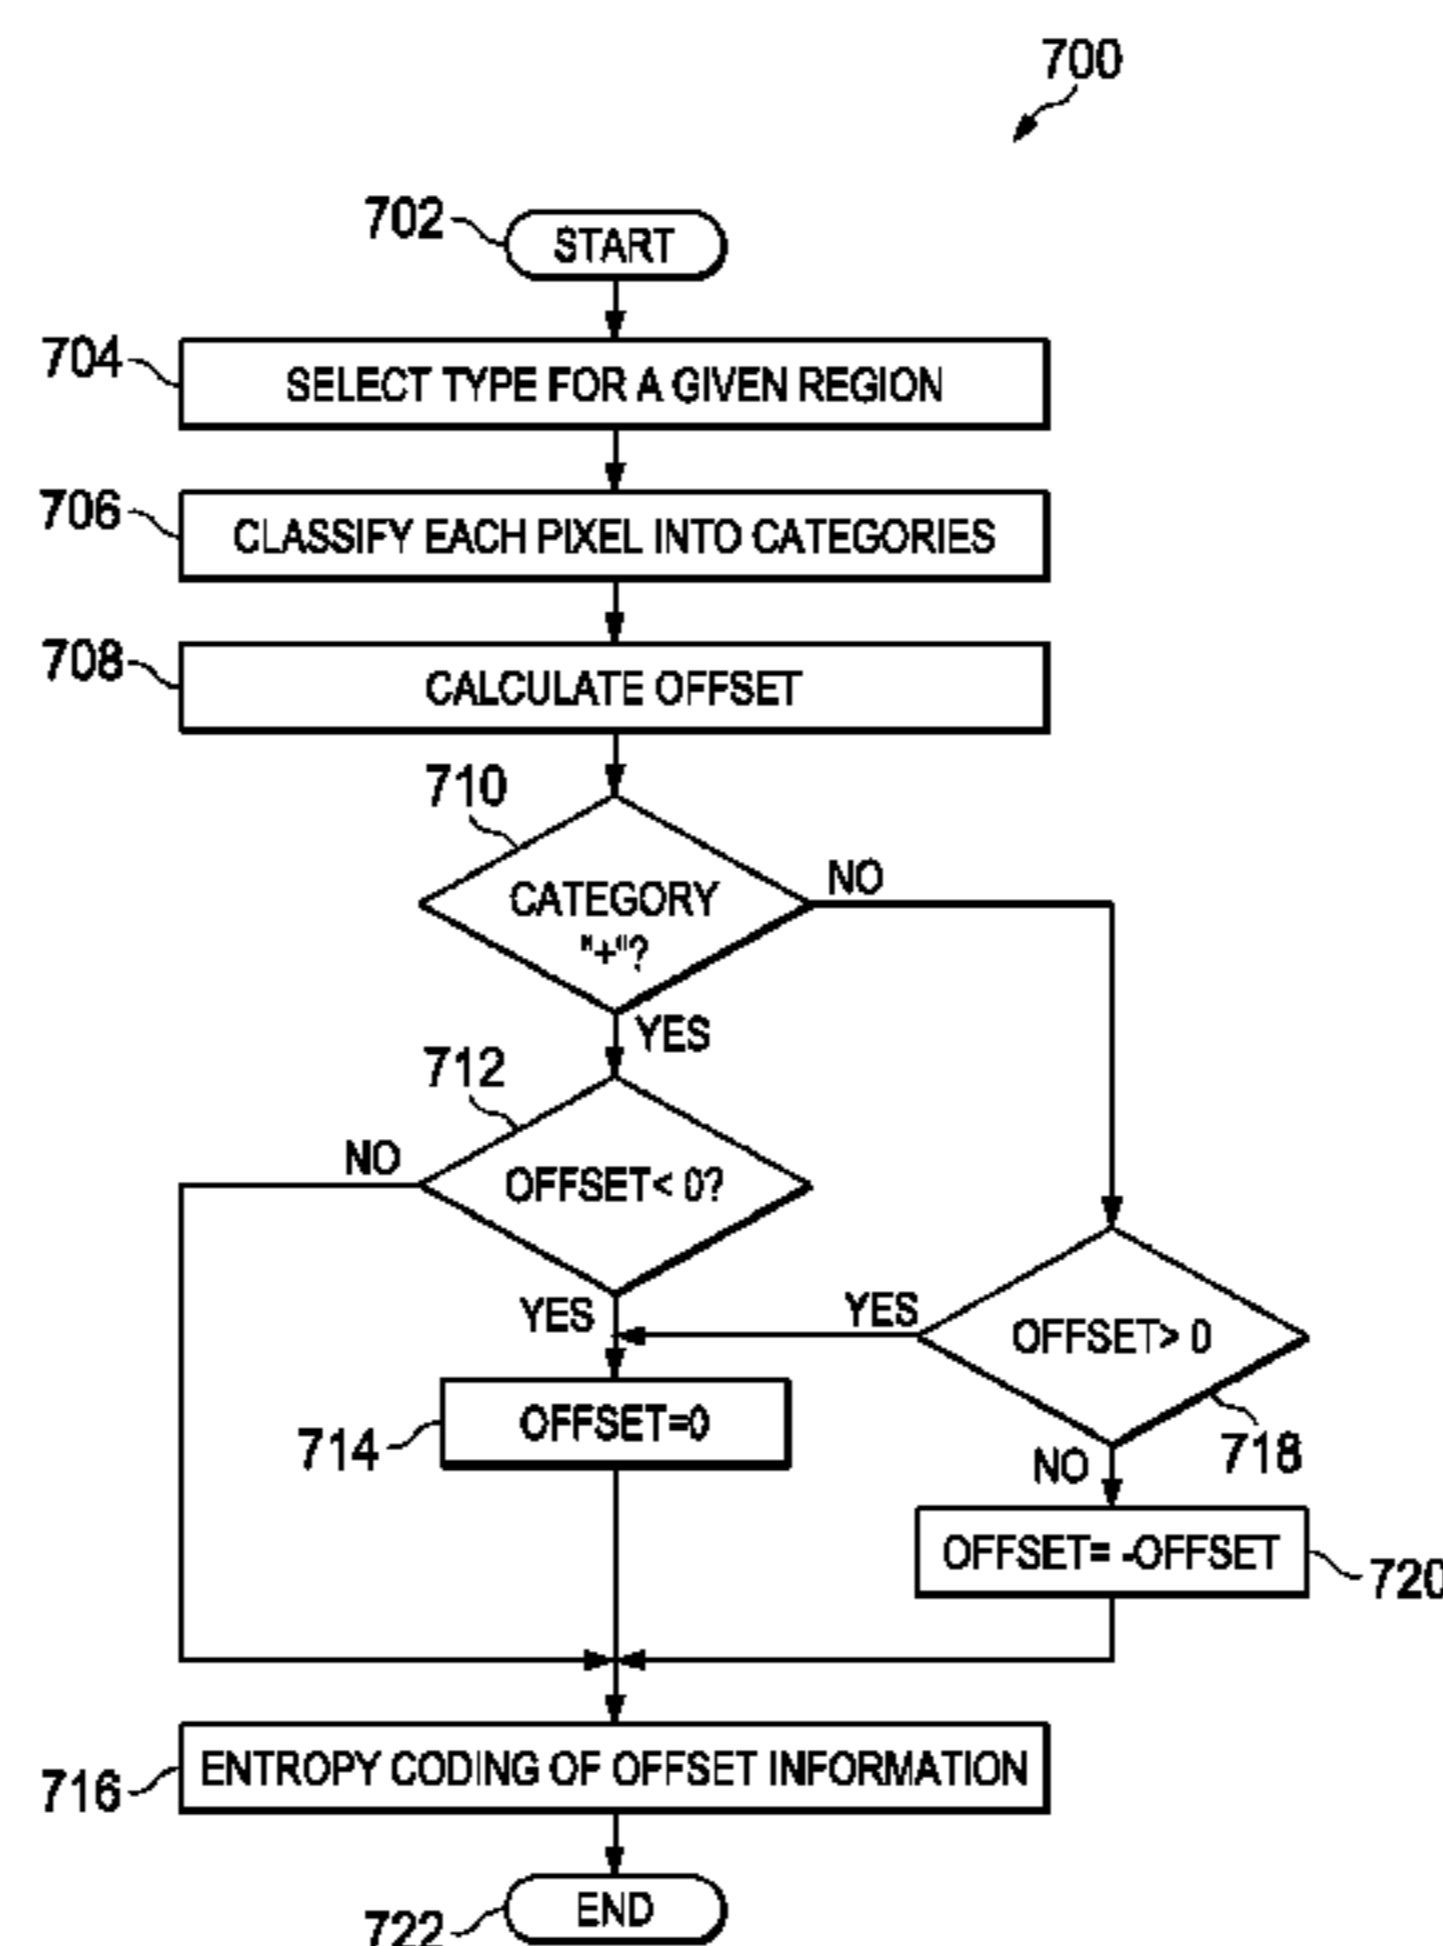 700
702
START
704
SELECT TYPE FOR A GIVEN REGION
706
CLASSIFY EACH PIXEL INTO CATEGORIES
708
CALCULATE OFFSET
710
CATEGORY
"+"?
NO
YES
712
OFFSET< 0?
NO
YES
YES
OFFSET> 0
718
NO
714
OFFSET=0
OFFSET= -OFFSET
720
716
ENTROPY CODING OF OFFSET INFORMATION
722
END